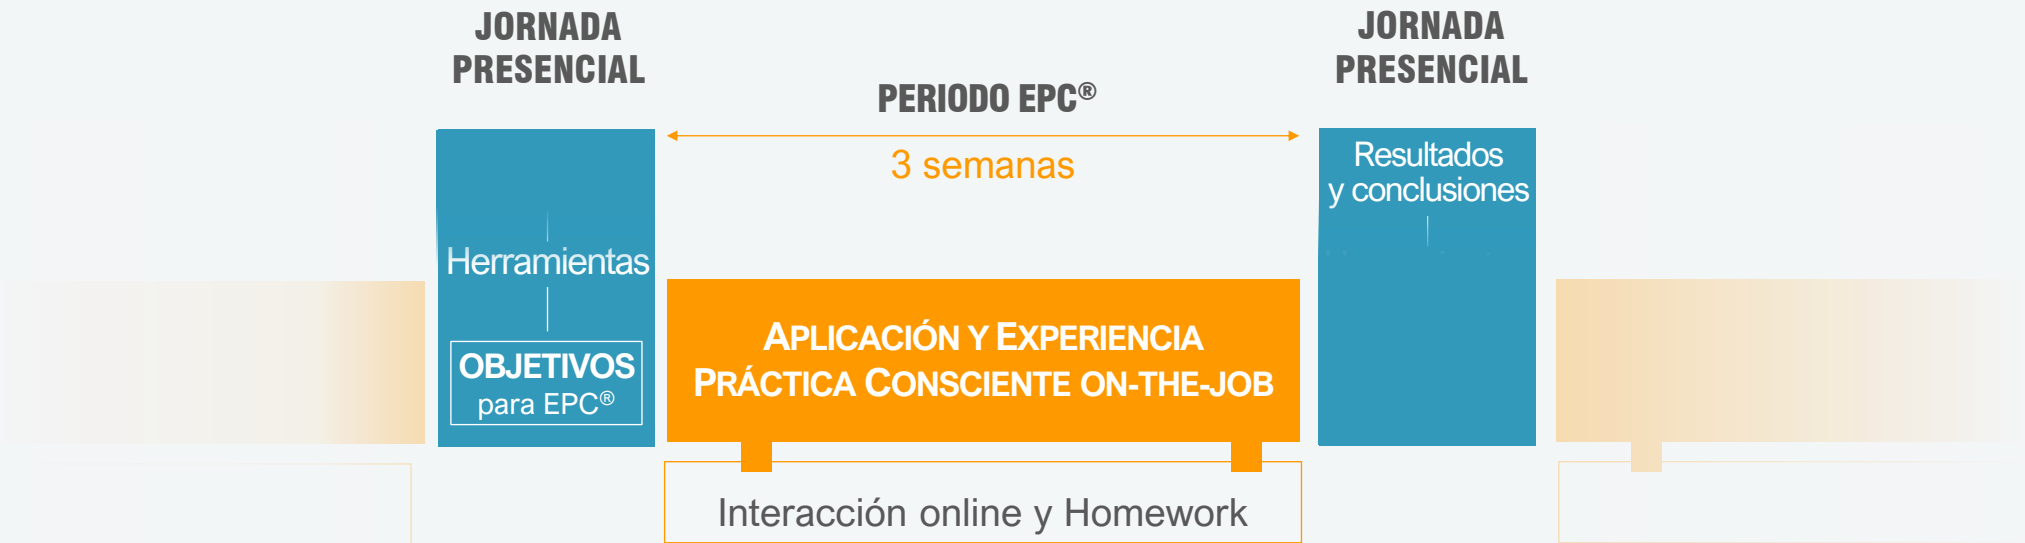 JORNADA
PRESENCIAL
Herramientas
OBJETIVOS
para EPC®
PERIODO EPC®
3 semanas
APLICACIÓN Y EXPERIENCIA
PRÁCTICA CONSCIENTE ON-THE-JOB
Interacción online y Homework
JORNADA
PRESENCIAL
Resultados
y conclusiones